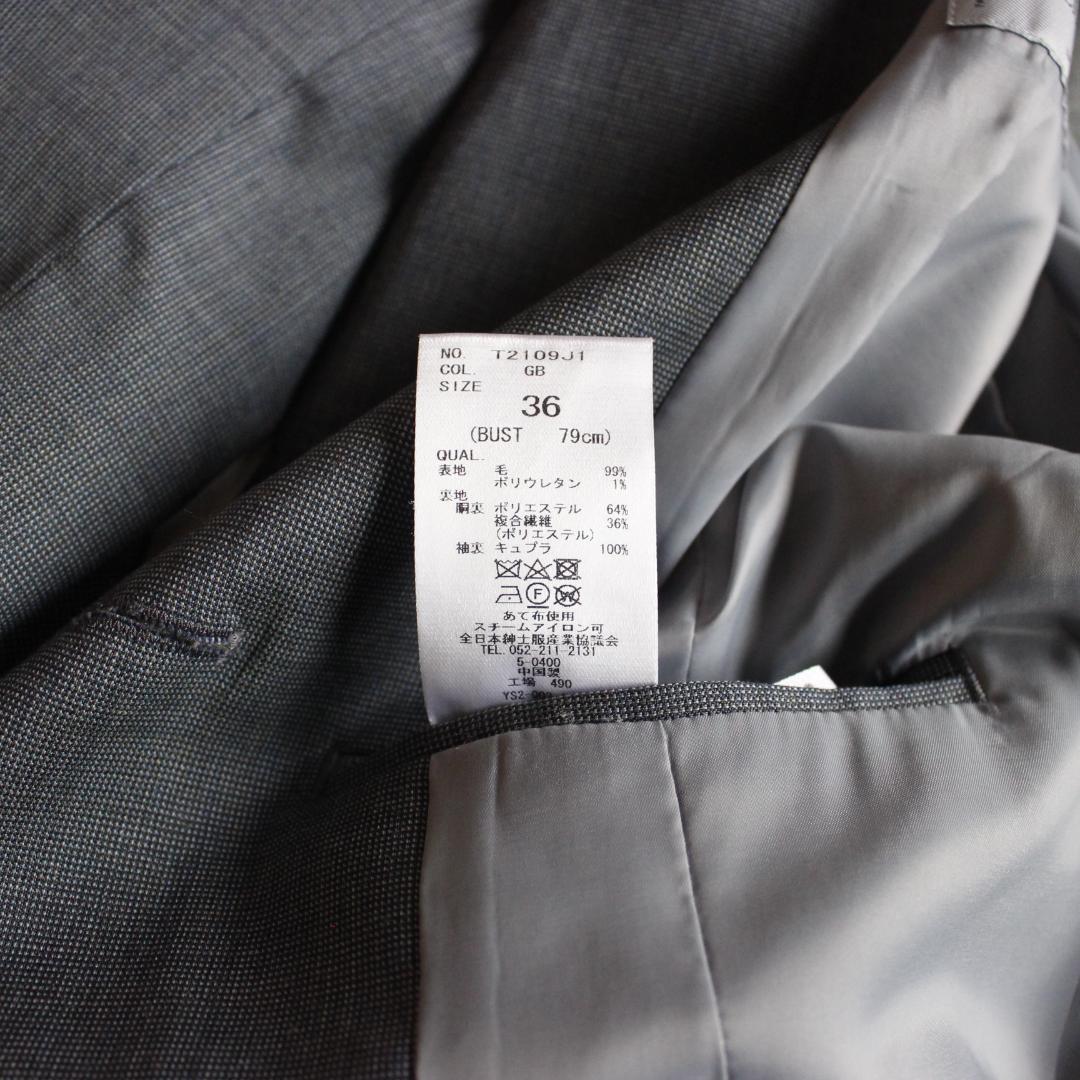 NO. T2109J1
COL. GB
SIZE
36
(BUST 79cm)
QUAL.
表地 毛 99%
ポリウレタン 1%
裏地
胴裏 ポリエステル 64%
複合繊維 36%
(ポリエステル)
袖裏 キュプラ 100%
F W
あて布使用
スチームアイロン可
全日本紳士服産業協議会
TEL. 052-211-2131
5-0400
中国製
工場 490